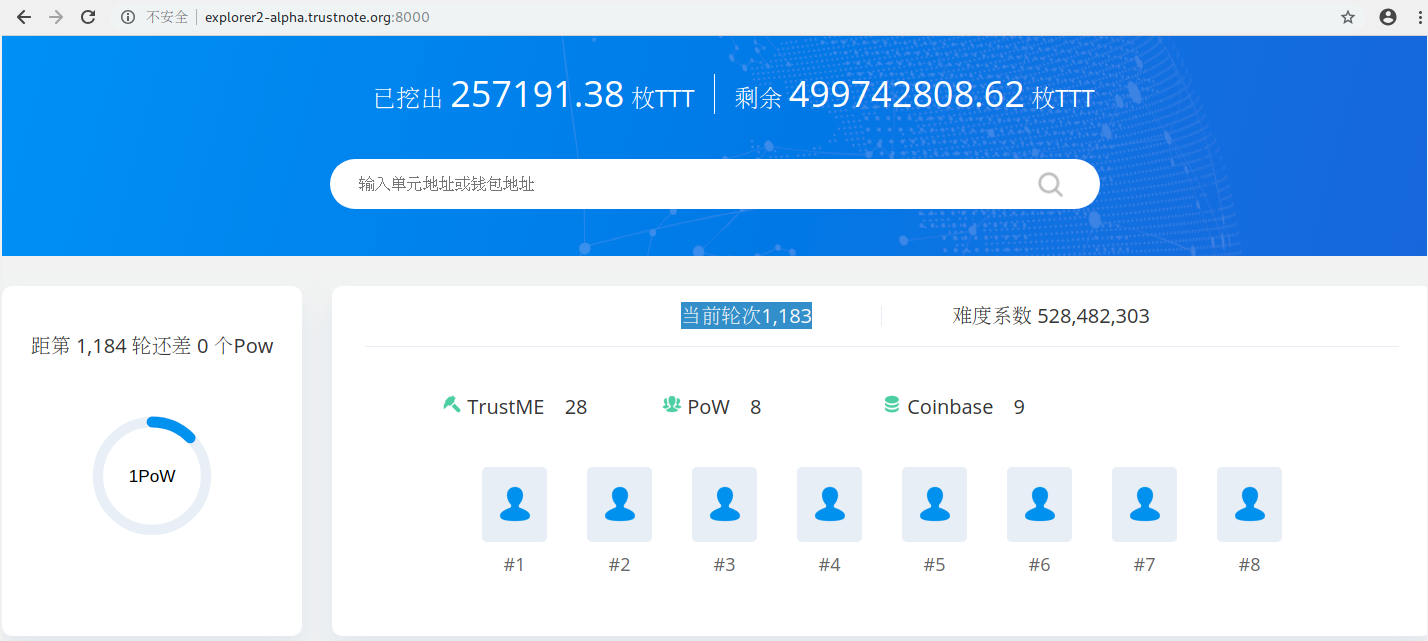 不安全 explorer2-alpha.trustnote.org:8000
已挖出 257191.38 枚TTT 剩余 499742808.62 枚TTT
输入单元地址或钱包地址
当前轮次1,183 难度系数 528,482,303
距第 1,184 轮还差 0 个Pow
1PoW
TrustME 28 PoW 8 Coinbase 9
#1 #2 #3 #4 #5 #6 #7 #8